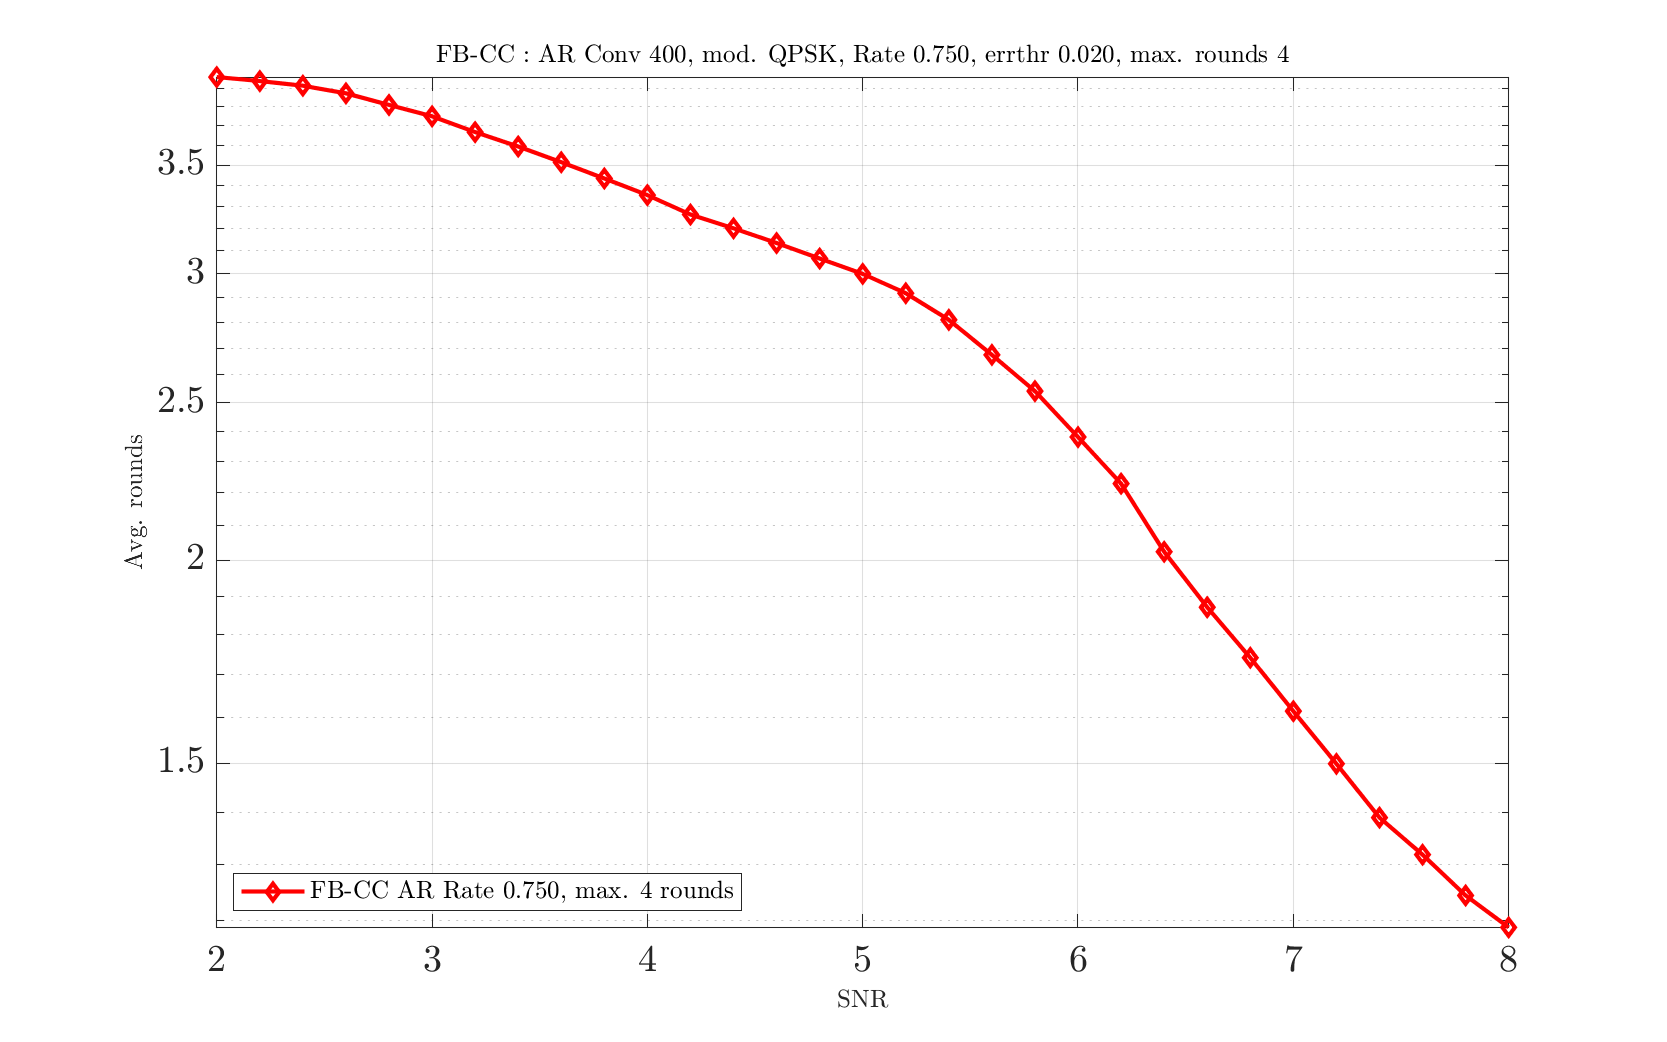 FB-CC : AR Conv 400, mod. QPSK, Rate 0.750, errthr 0.020, max. rounds 4
3.5
3
2.5
2
1.5
Avg. rounds
FB-CC AR Rate 0.750, max. 4 rounds
2 3 4 5 6 7 8
SNR